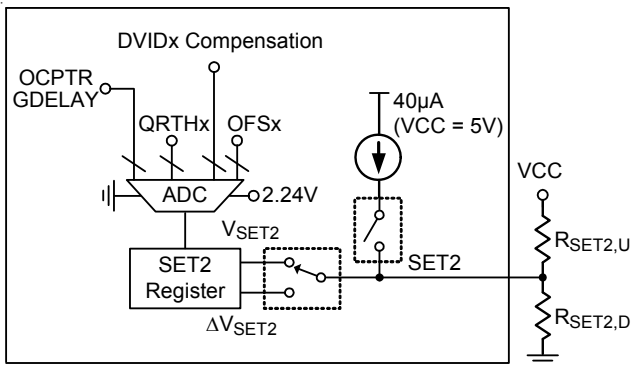 DVIDx Compensation
OCPTR
GDELAY
QRTHx
OFSx
40µA
(VCC = 5V)
ADC
2.24V
VCC
VSET2
SET2
Register
SET2
RSET2,U
ΔVSET2
RSET2,D